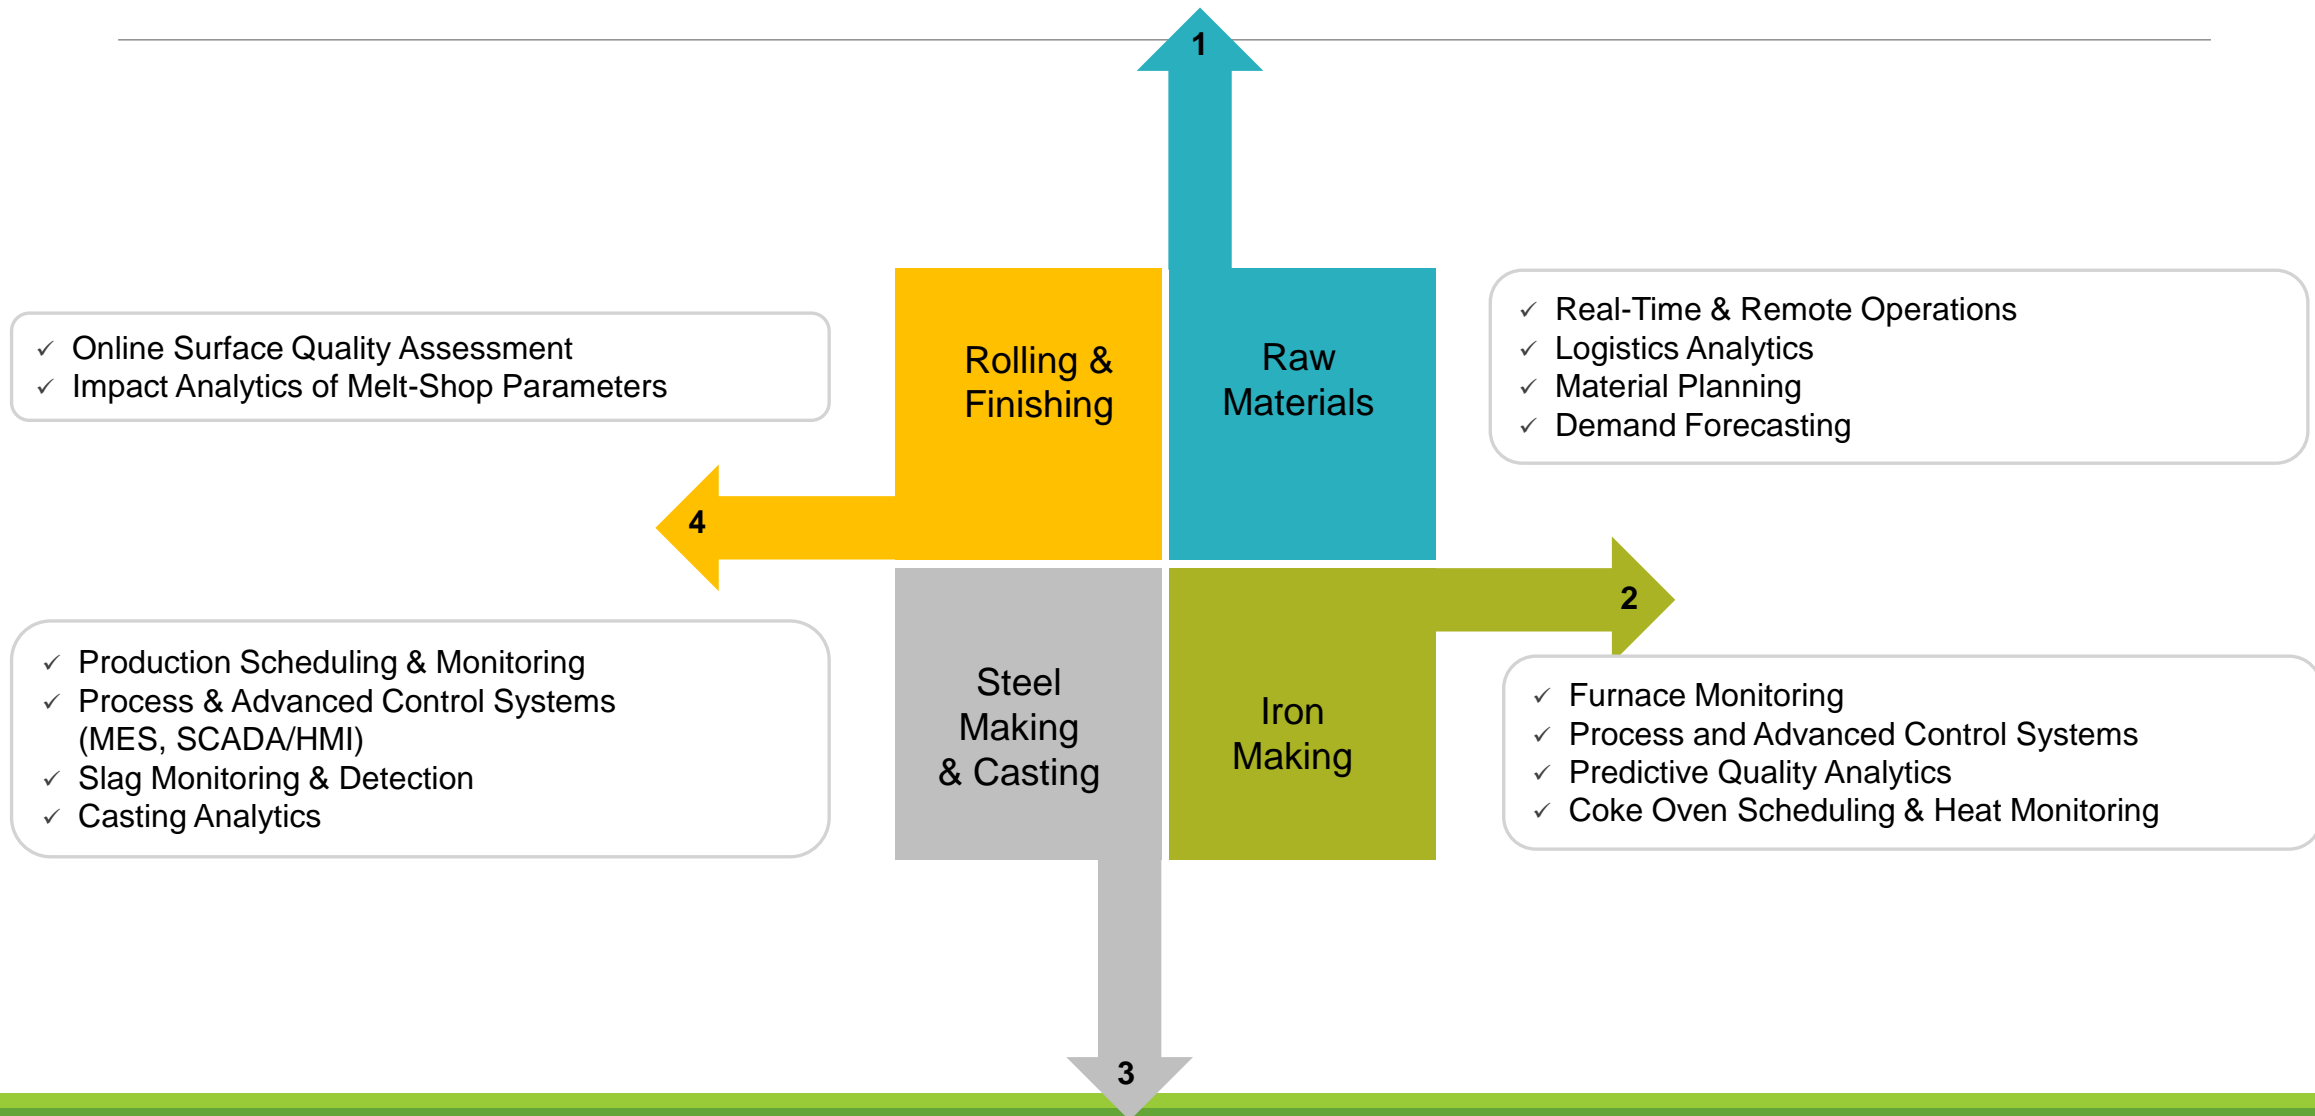 1
Rolling &
Finishing
Raw
Materials
✓ Real-Time & Remote Operations
✓ Logistics Analytics
✓ Material Planning
✓ Demand Forecasting
✓ Online Surface Quality Assessment
✓ Impact Analytics of Melt-Shop Parameters
4
2
✓ Production Scheduling & Monitoring
✓ Process & Advanced Control Systems
(MES, SCADA/HMI)
✓ Slag Monitoring & Detection
✓ Casting Analytics
Steel
Making
& Casting
Iron
Making
✓ Furnace Monitoring
✓ Process and Advanced Control Systems
✓ Predictive Quality Analytics
✓ Coke Oven Scheduling & Heat Monitoring
3